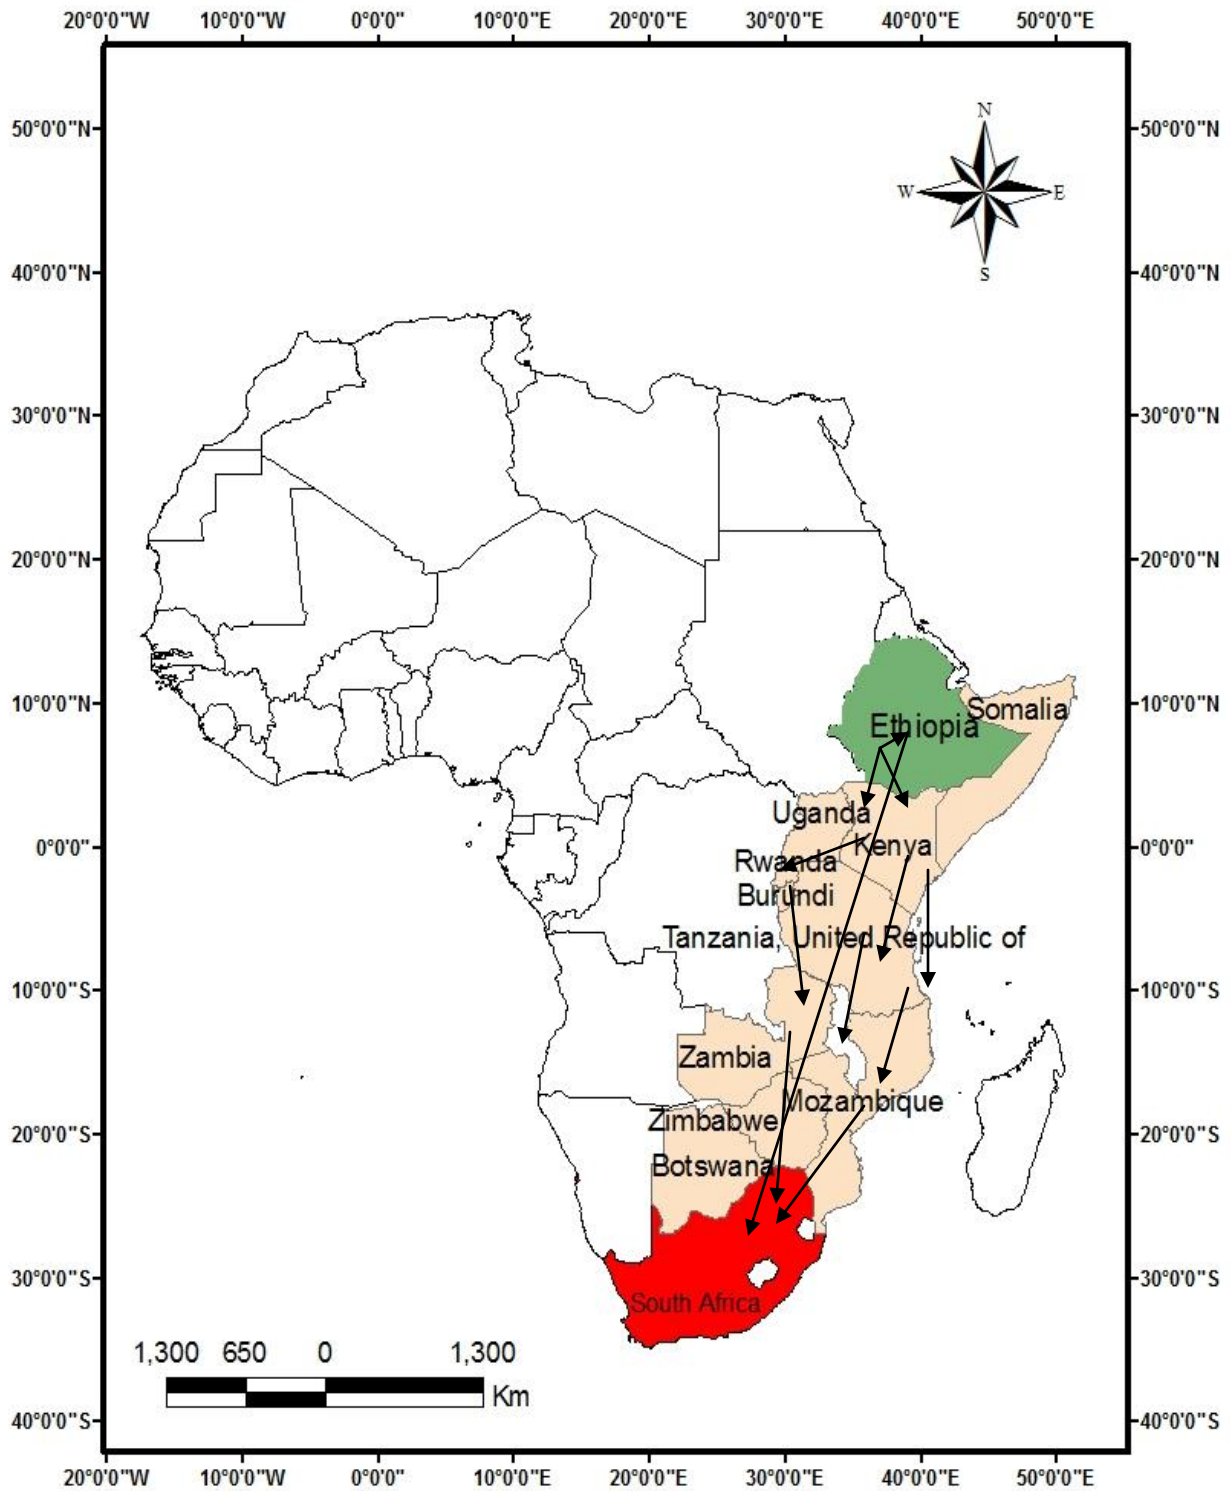 20°0'0"W 10°0'0"W 0°0'0" 10°0'0"E 20°0'0"E 30°0'0"E 40°0'0"E 50°0'0"E
N
50°0'0"N 50°0'0"N
W E
S
40°0'0"N 40°0'0"N
30°0'0"N 30°0'0"N
20°0'0"N 20°0'0"N
10°0'0"N 10°0'0"N
Somalia
Ethiopia
Uganda
0°0'0" Kenya 0°0'0"
Rwanda
Burundi
Tanzania, United Republic of
10°0'0"S 10°0'0"S
Zambia
Mozambique
Zimbabwe
20°0'0"S 20°0'0"S
Botswana
30°0'0"S 30°0'0"S
South Africa
1,300 650 0 1,300
Km
40°0'0"S 40°0'0"S
20°0'0"W 10°0'0"W 0°0'0" 10°0'0"E 20°0'0"E 30°0'0"E 40°0'0"E 50°0'0"E